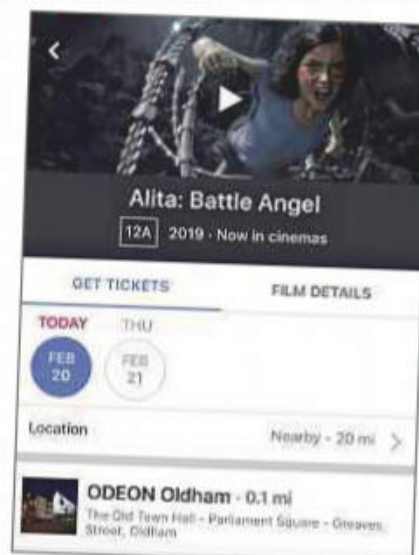 Alita: Battle Angel
12A 2019 · Now in cinemas
GET TICKETS FILM DETAILS
TODAY THU
FEB FEB
20 21
Location Nearby - 20 mi >
ODEON Oldham · 0.1 mi
The Old Town Hall - Parliament Square - Greaves
Street, Oldham